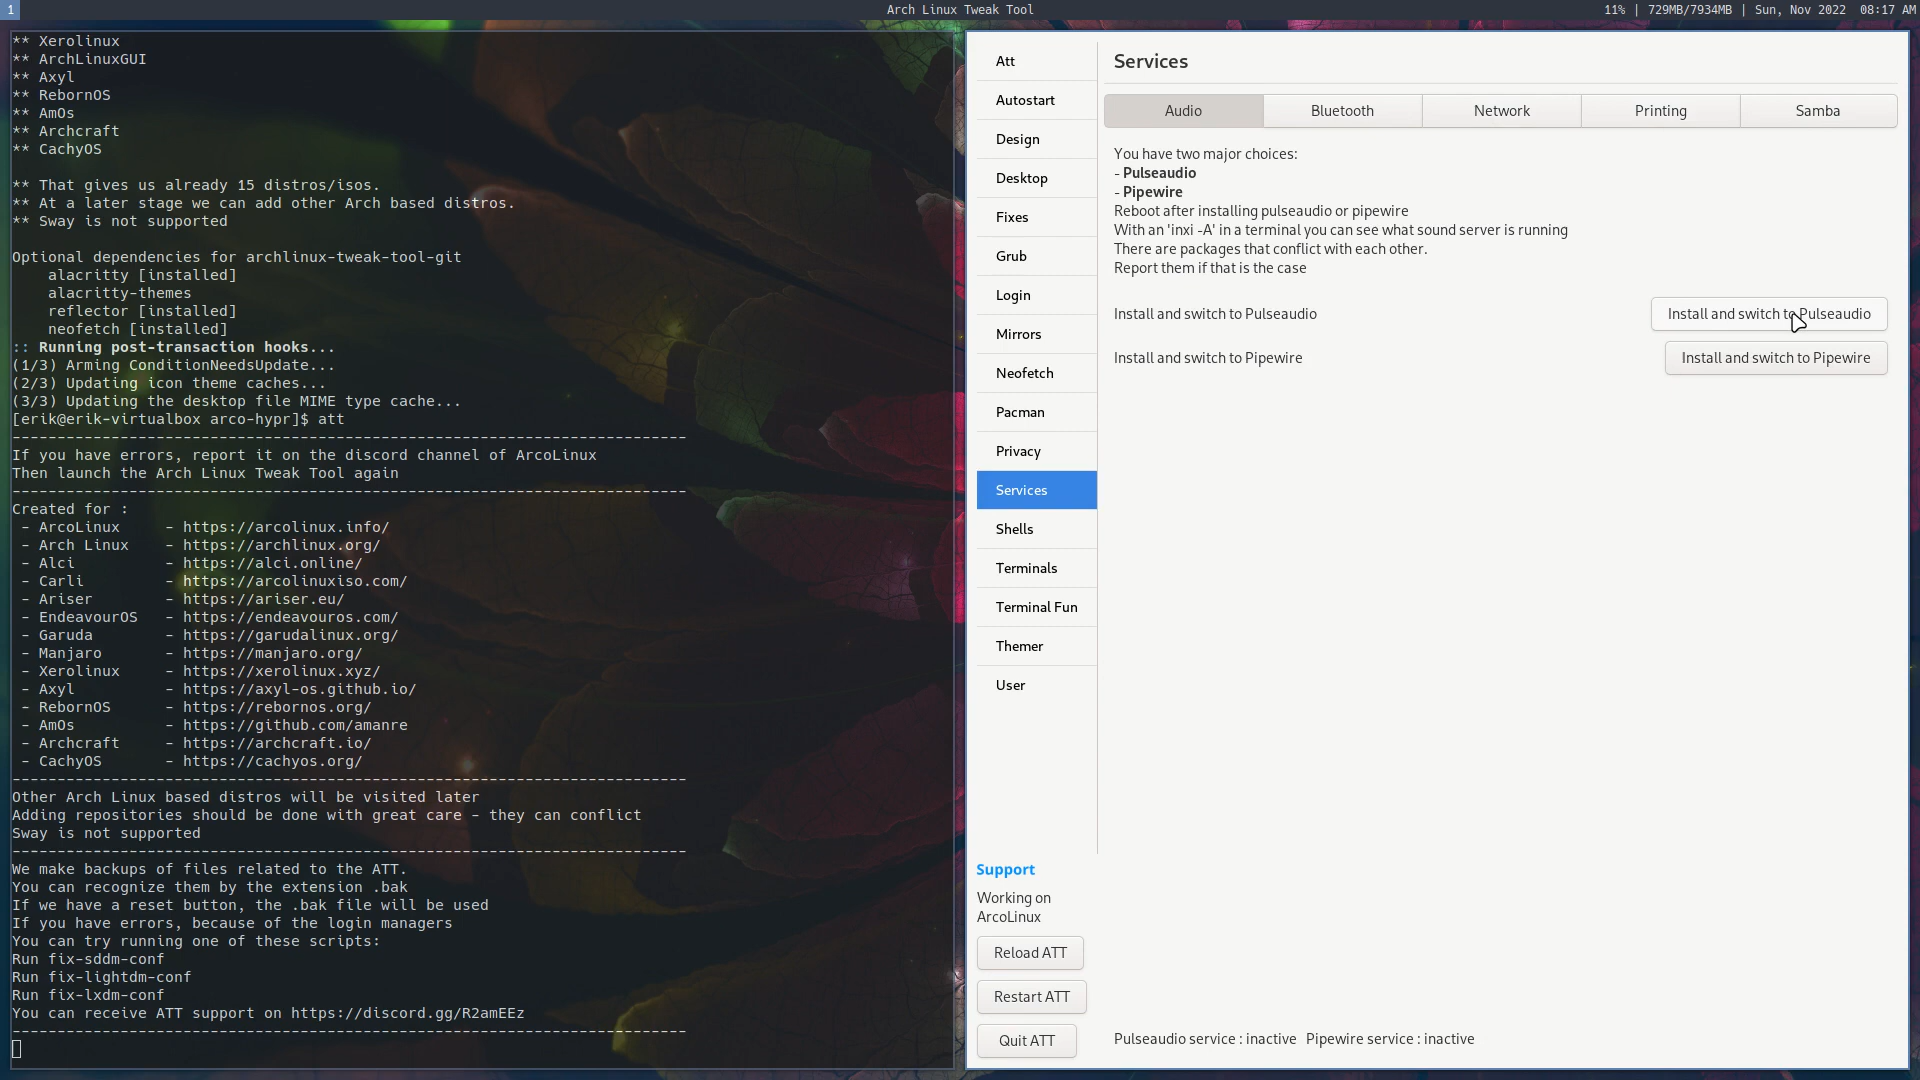 1
Arch Linux Tweak Tool
11% | 729MB/7934MB | Sun, Nov 2022  08:17 AM
** Xerolinux
** ArchLinuxGUI
** Axyl
** RebornOS
** AmOs
** Archcraft
** CachyOS
** That gives us already 15 distros/isos.
** At a later stage we can add other Arch based distros.
** Sway is not supported
Optional dependencies for archlinux-tweak-tool-git
    alacritty [installed]
    alacritty-themes
    reflector [installed]
    neofetch [installed]
:: Running post-transaction hooks...
(1/3) Arming ConditionNeedsUpdate...
(2/3) Updating icon theme caches...
(3/3) Updating the desktop file MIME type cache...
[erik@erik-virtualbox arco-hypr]$ att
---------------------------------------------------------------------------
If you have errors, report it on the discord channel of ArcoLinux
Then launch the Arch Linux Tweak Tool again
---------------------------------------------------------------------------
Created for :
 - ArcoLinux     - https://arcolinux.info/
 - Arch Linux    - https://archlinux.org/
 - Alci          - https://alci.online/
 - Carli         - https://arcolinuxiso.com/
 - Ariser        - https://ariser.eu/
 - EndeavourOS   - https://endeavouros.com/
 - Garuda        - https://garudalinux.org/
 - Manjaro       - https://manjaro.org/
 - Xerolinux     - https://xerolinux.xyz/
 - Axyl          - https://axyl-os.github.io/
 - RebornOS      - https://rebornos.org/
 - AmOs          - https://github.com/amanre
 - Archcraft     - https://archcraft.io/
 - CachyOS       - https://cachyos.org/
---------------------------------------------------------------------------
Other Arch Linux based distros will be visited later
Adding repositories should be done with great care - they can conflict
Sway is not supported
---------------------------------------------------------------------------
We make backups of files related to the ATT.
You can recognize them by the extension .bak
If we have a reset button, the .bak file will be used
If you have errors, because of the login managers
You can try running one of these scripts:
Run fix-sddm-conf
Run fix-lightdm-conf
Run fix-lxdm-conf
You can receive ATT support on https://discord.gg/R2amEEz
---------------------------------------------------------------------------
Att
Autostart
Design
Desktop
Fixes
Grub
Login
Mirrors
Neofetch
Pacman
Privacy
Services
Shells
Terminals
Terminal Fun
Themer
User
Support
Working on
ArcoLinux
Reload ATT
Restart ATT
Quit ATT
Services
Audio
Bluetooth
Network
Printing
Samba
You have two major choices:
- Pulseaudio
- Pipewire
Reboot after installing pulseaudio or pipewire
With an 'inxi -A' in a terminal you can see what sound server is running
There are packages that conflict with each other.
Report them if that is the case
Install and switch to Pulseaudio
Install and switch to Pulseaudio
Install and switch to Pipewire
Install and switch to Pipewire
Pulseaudio service : inactive   Pipewire service : inactive